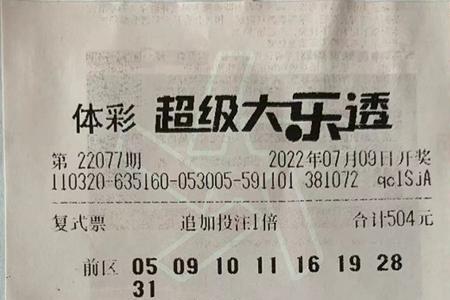 体彩 超级大乐透
第 22077期 2022年07月09日开奖
110320-635160-053005-591101 381072 qc1SJA
复式票 追加投注1倍 合计504元
前区 05 09 10 11 16 19 28
31